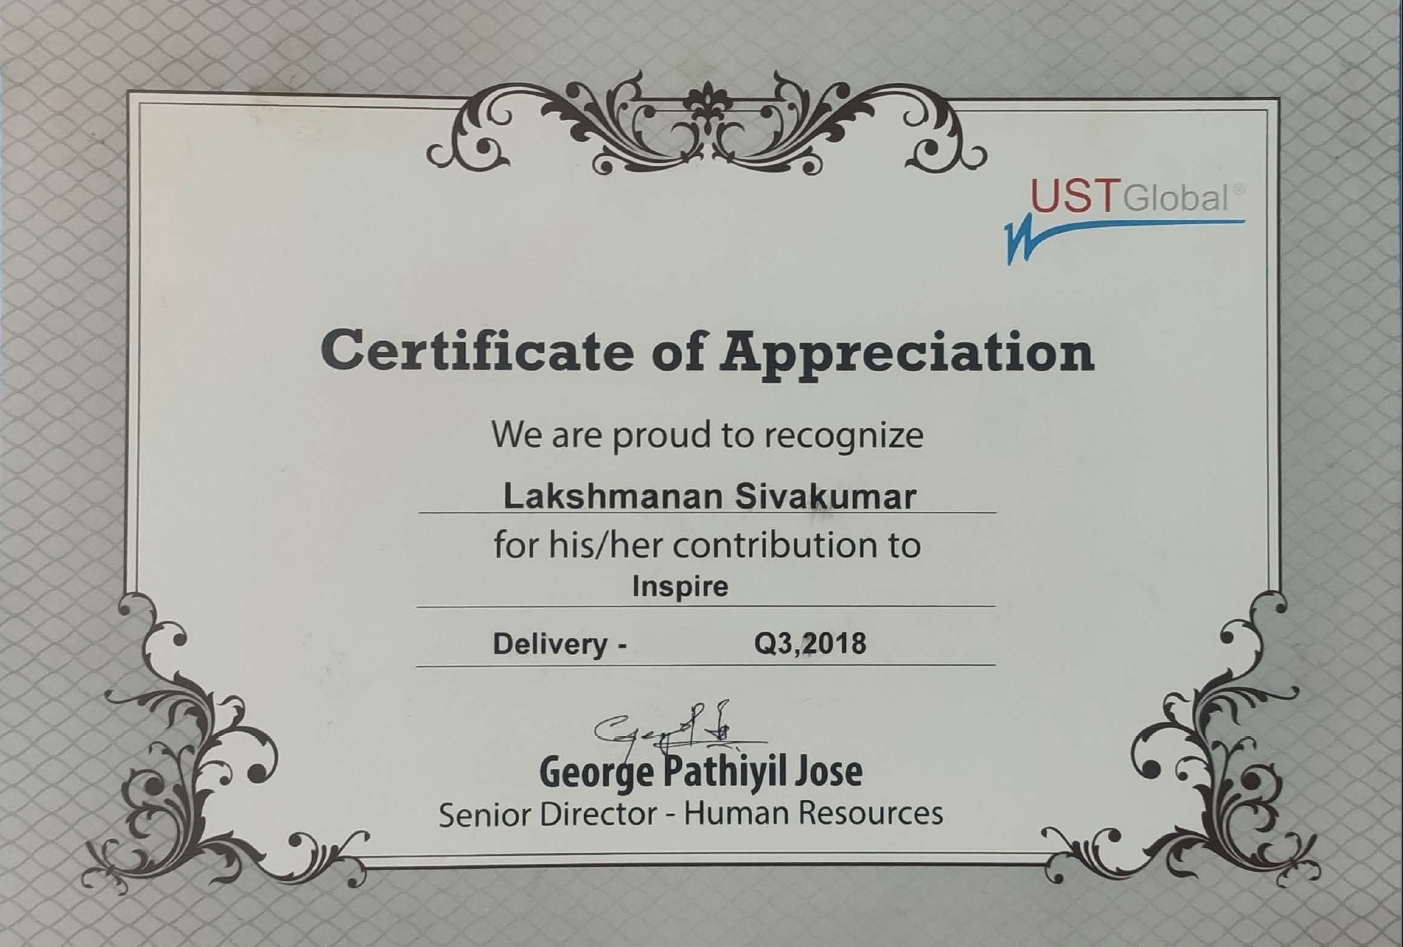 UST Global®
Certificate of Appreciation
We are proud to recognize
Lakshmanan Sivakumar
for his/her contribution to
Inspire
Delivery - Q3,2018
George Pathiyil Jose
Senior Director - Human Resources